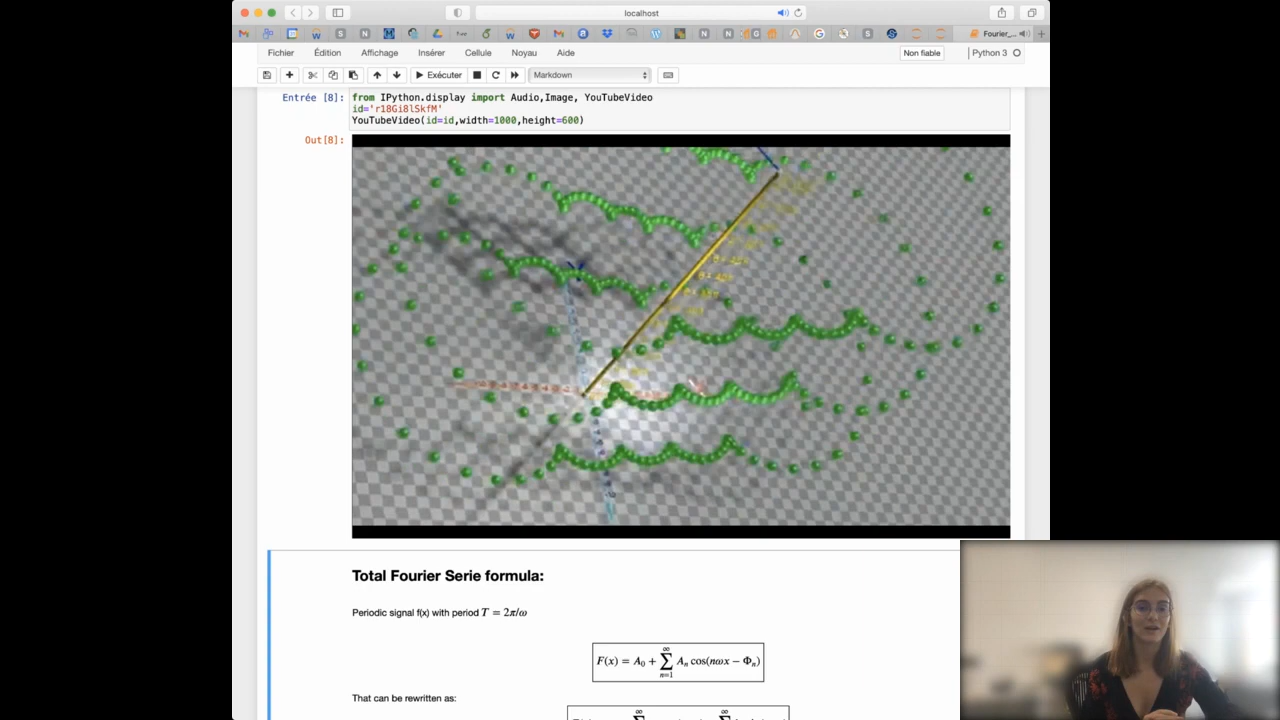 localhost
Fourier_...
Fichier Édition Affichage Insérer Cellule Noyau Aide
Non fiable
Python 3
Exécuter
Markdown
Entrée [8]:
from IPython.display import Audio,Image, YouTubeVideo
id='r18Gi8lSkfM'
YouTubeVideo(id=id,width=1000,height=600)
Out[8]:
Total Fourier Serie formula:
Periodic signal f(x) with period T = 2π/ω
F(x) = A₀ + ∑_{n=1}^{∞} Aₙ cos(nωx − Φₙ)
That can be rewritten as: